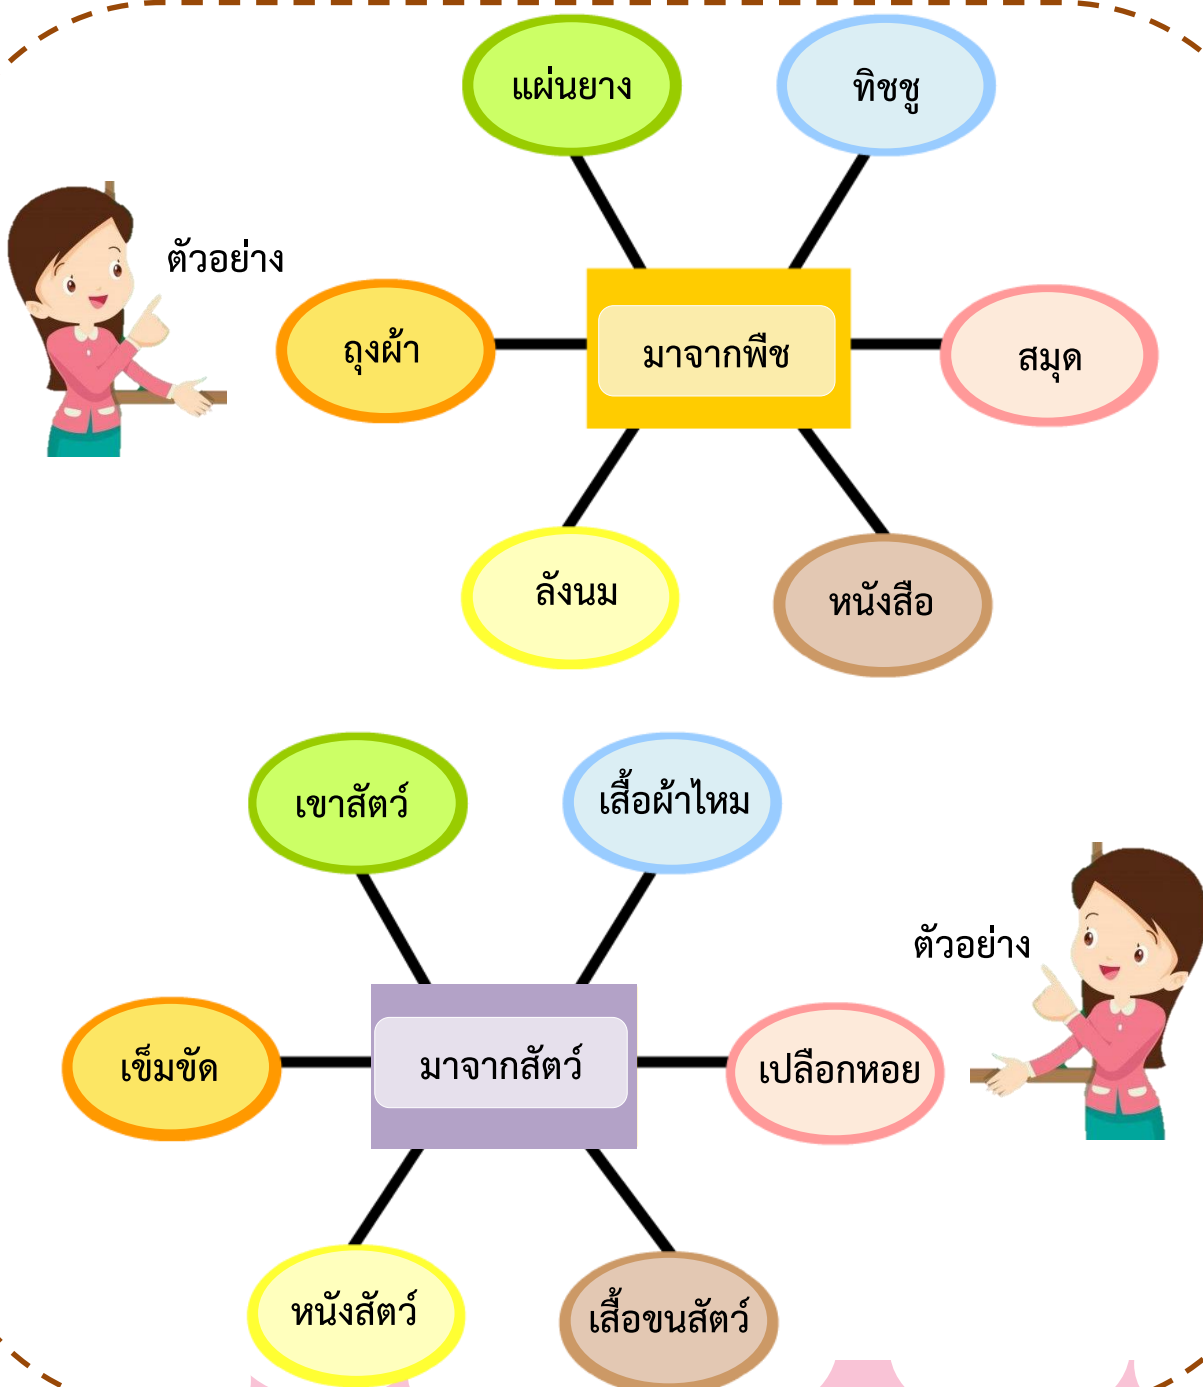 แผ่นยาง
ทิชชู
ตัวอย่าง
ถุงผ้า
มาจากพืช
สมุด
ลังนม
หนังสือ
เขาสัตว์
เสื้อผ้าไหม
ตัวอย่าง
เข็มขัด
มาจากสัตว์
เปลือกหอย
หนังสัตว์
เสื้อขนสัตว์